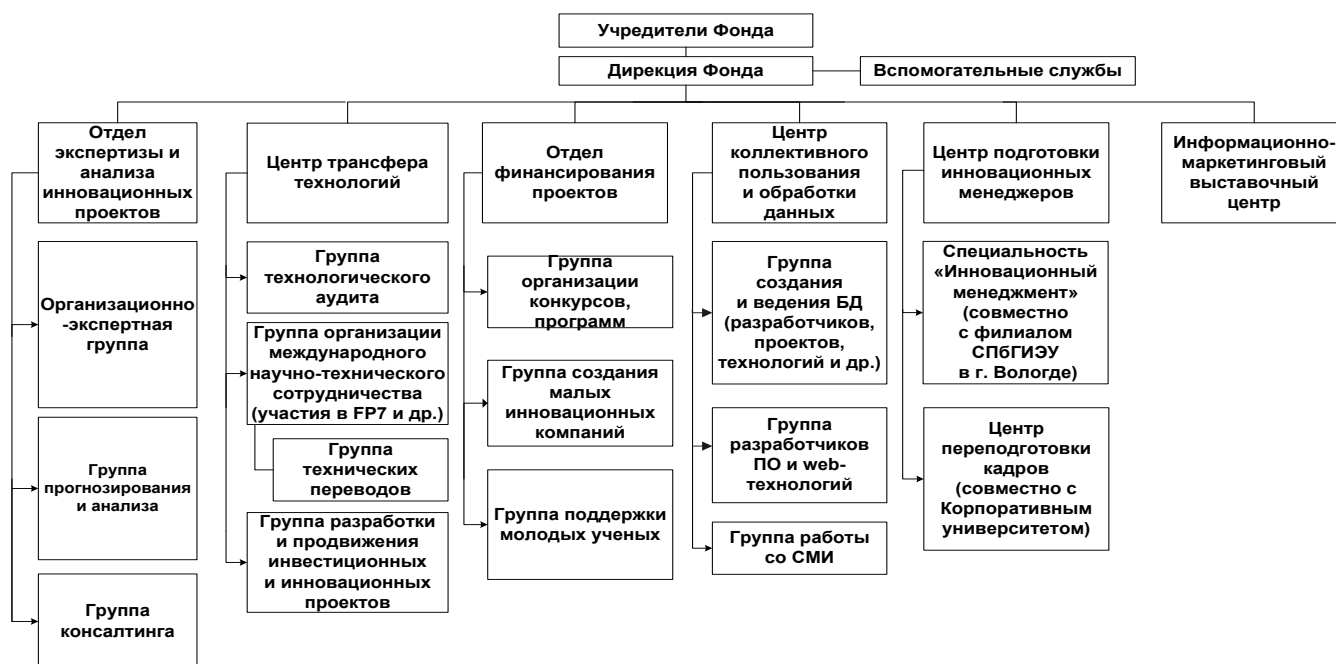 Учредители Фонда
Дирекция Фонда
Вспомогательные службы
Отдел
экспертизы и
анализа
инновационных
проектов
Центр трансфера
технологий
Отдел
финансирования
проектов
Центр
коллективного
пользования
и обработки
данных
Центр подготовки
инновационных
менеджеров
Информационно-
маркетинговый
выставочный
центр
Организационно
-экспертная
группа
Группа
прогнозирования
и анализа
Группа
консалтинга
Группа
технологического
аудита
Группа организации
международного
научно-технического
сотрудничества
(участия в FP7 и др.)
Группа
технических
переводов
Группа разработки
и продвижения
инвестиционных
и инновационных
проектов
Группа
организации
конкурсов,
программ
Группа создания
малых
инновационных
компаний
Группа поддержки
молодых ученых
Группа
создания
и ведения БД
(разработчиков,
проектов,
технологий и др.)
Группа
разработчиков
ПО и web-
технологий
Группа работы
со СМИ
Специальность
«Инновационный
менеджмент»
(совместно
с филиалом
СПбГИЭУ
в г. Вологде)
Центр
переподготовки
кадров
(совместно с
Корпоративным
университетом)